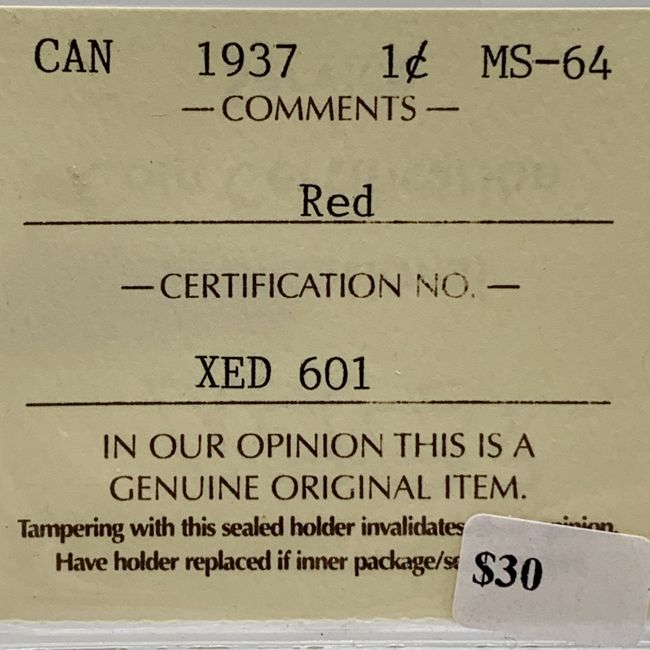 CAN 1937 1¢ MS-64
— COMMENTS —
Red
— CERTIFICATION NO. —
XED 601
IN OUR OPINION THIS IS A
GENUINE ORIGINAL ITEM.
Tampering with this sealed holder invalidates
Have holder replaced if inner package/
$30